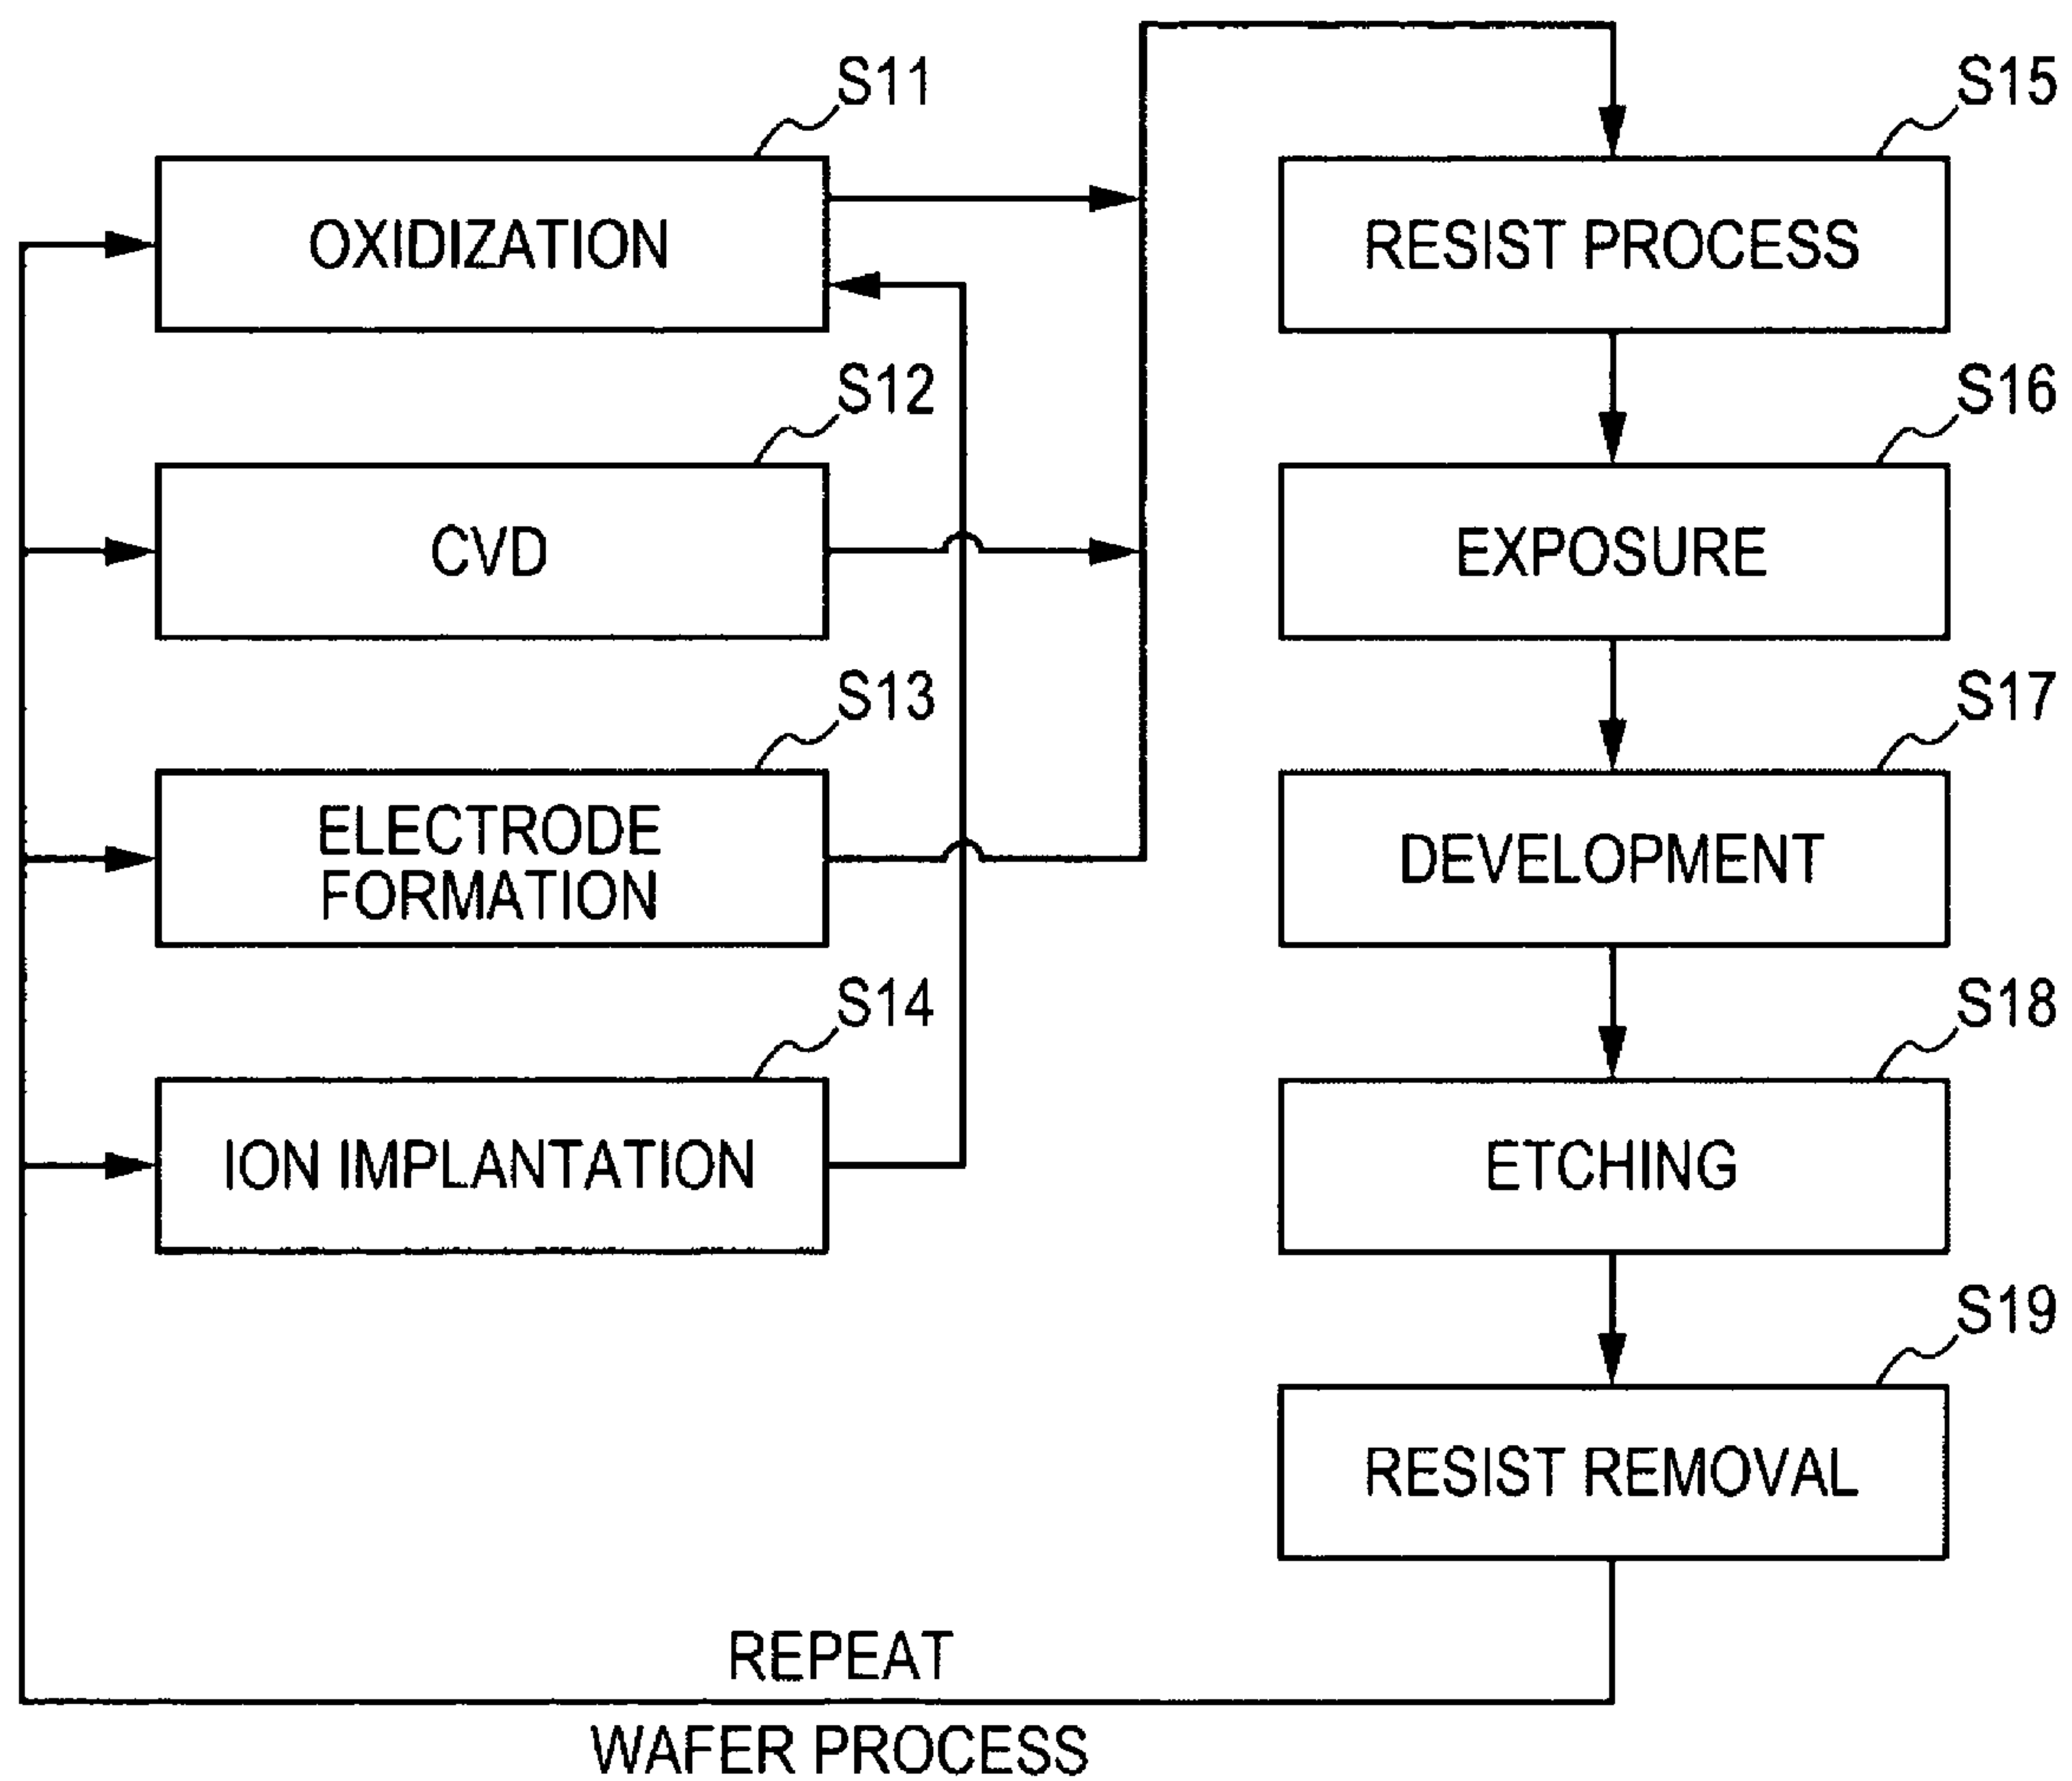 S11
OXIDIZATION
S12
CVD
S13
ELECTRODE
FORMATION
S14
ION IMPLANTATION
S15
RESIST PROCESS
S16
EXPOSURE
S17
DEVELOPMENT
S18
ETCHING
S19
RESIST REMOVAL
REPEAT
WAFER PROCESS